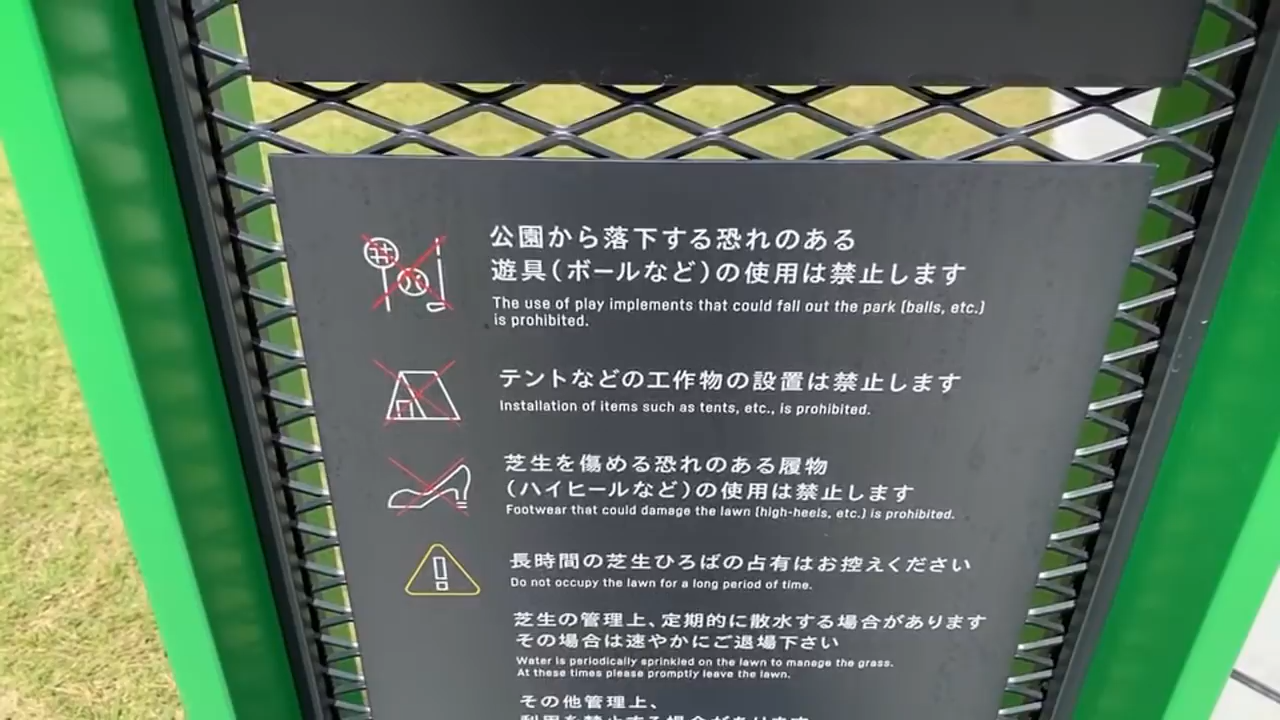 公園から落下する恐れのある
遊具(ボールなど)の使用は禁止します
The use of play implements that could fall out the park (balls, etc.)
is prohibited.
テントなどの工作物の設置は禁止します
Installation of items such as tents, etc., is prohibited.
芝生を傷める恐れのある履物
(ハイヒールなど)の使用は禁止します
Footwear that could damage the lawn (high-heels, etc.) is prohibited.
長時間の芝生ひろばの占有はお控えください
Do not occupy the lawn for a long period of time.
芝生の管理上、定期的に散水する場合があります
その場合は速やかにご退場下さい
Water is periodically sprinkled on the lawn to manage the grass.
At these times please promptly leave the lawn.
その他管理上、